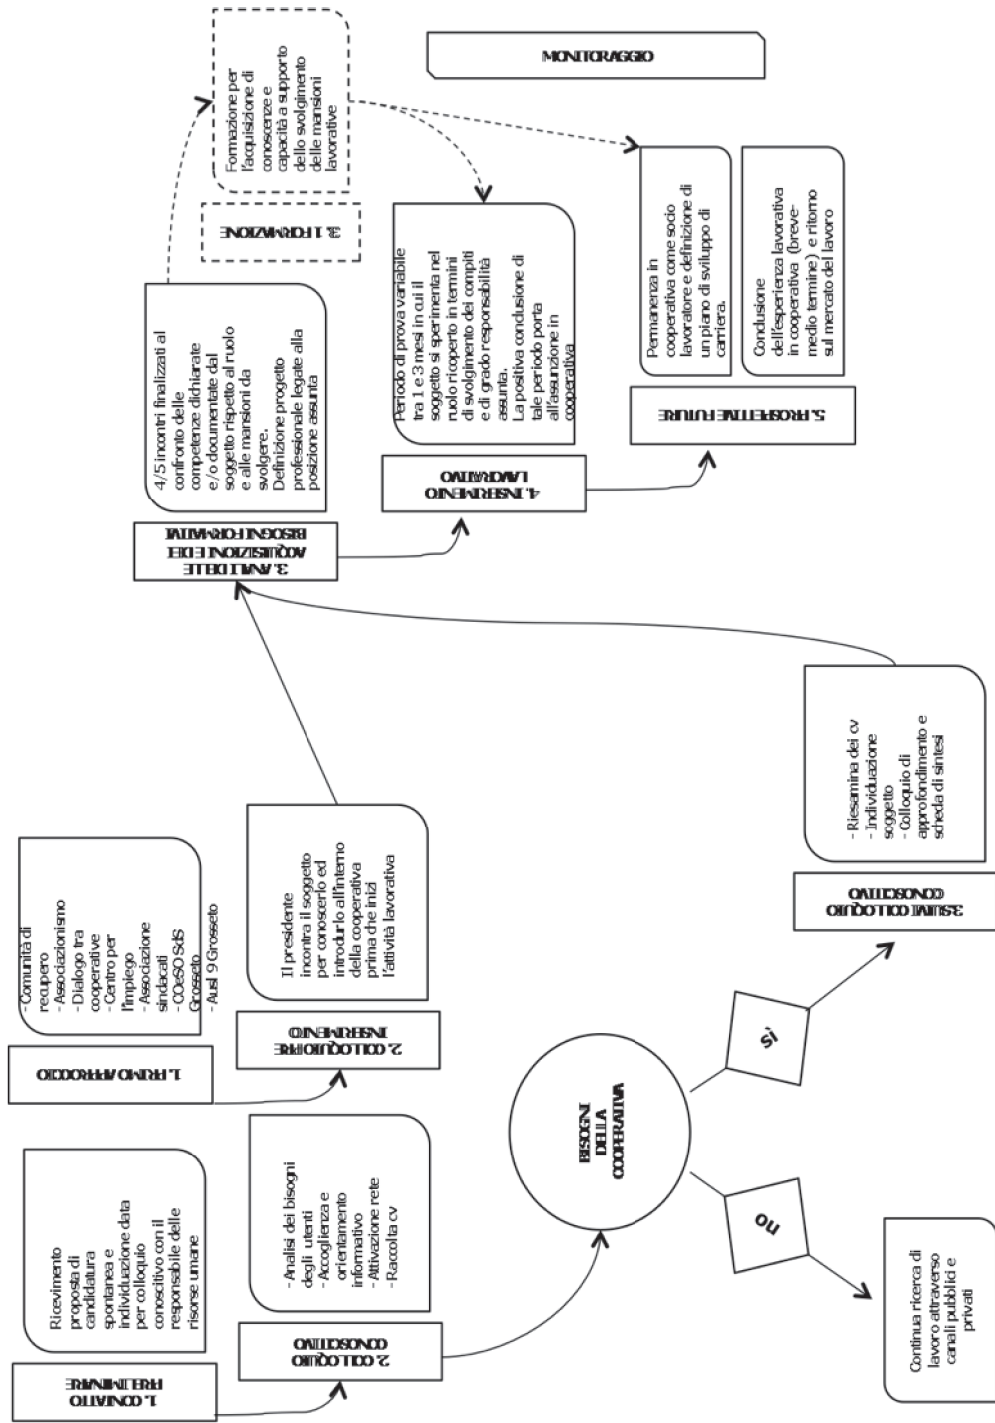 1. CONTATTO
PRELIMINARE
Ricevimento
proposta di
candidatura
spontanea e
individuazione data
per colloquio
conoscitivo con il
responsabile delle
risorse umane
2. COLLOQUIO
CONOSCITIVO
- Analisi dei bisogni
degli utenti
- Accoglienza e
orientamento
informativo
- Attivazione rete
- Raccolta cv
1. PRIMO APPROCCIO
- Comunità di
recupero
- Associazionismo
- Dialogo tra
cooperative
- Centro per
l'impiego
- Associazione
sindacati
- COeSO SdS
Grosseto
- Ausl 9 Grosseto
2. COLLOQUIO PRE
INSERIMENTO
Il presidente
incontra il soggetto
per conoscerlo ed
introdurlo all'interno
della cooperativa
prima che inizi
l'attività lavorativa
BISOGNI
DELLA
COOPERATIVA
no
sì
Continua ricerca di
lavoro attraverso
canali pubblici e
privati
COLLOQUIO
CONOSCITIVO
- Riesamina dei cv
- Individuazione
soggetto
- Colloquio di
approfondimento e
scheda di sintesi
3. ANALI DELLE
ACQUISIZIONI E DEI
BISOGNI FORMATIVI
4/5 incontri finalizzati al
confronto delle
competenze dichiarate
e/o documentate dal
soggetto rispetto al ruolo
e alle mansioni da
svolgere.
Definizione progetto
professionale legate alla
posizione assunta
3.1 FORMAZIONE
Formazione per
l'acquisizione di
conoscenze e
capacità a supporto
dello svolgimento
delle mansioni
lavorative
4. INSERIMENTO
LAVORATIVO
Periodo di prova variabile
tra 1 e 3 mesi in cui il
soggetto si sperimenta nel
ruolo ricoperto in termini
di svolgimento dei compiti
e di grado responsabilità
assunta.
La positiva conclusione di
tale periodo porta
all'assunzione in
cooperativa
5. PROSPETTIVE FUTURE
Permanenza in
cooperativa come socio
lavoratore e definizione di
un piano di sviluppo di
carriera.
Conclusione
dell'esperienza lavorativa
in cooperativa (breve-
medio termine) e ritorno
sul mercato del lavoro
MONITORAGGIO